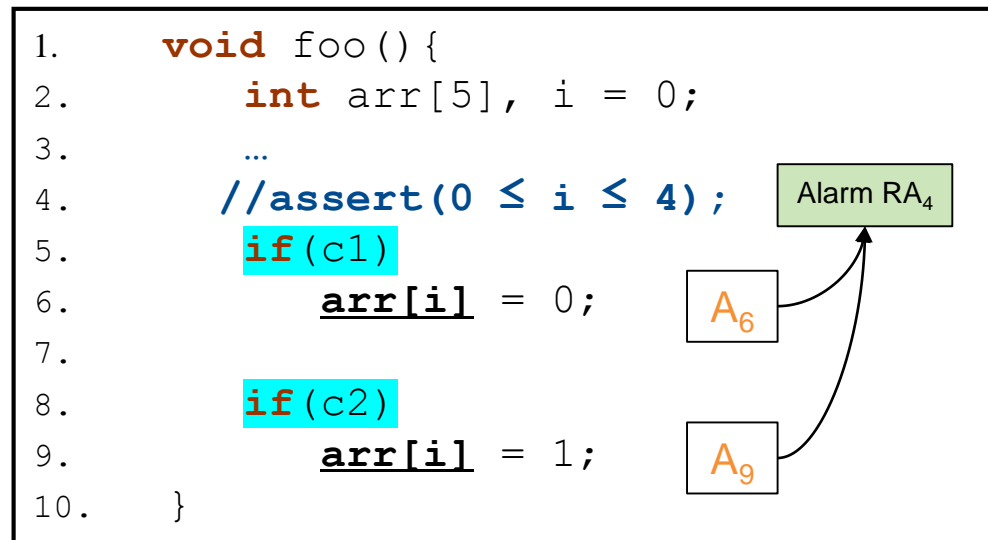 1. void foo(){
2. int arr[5], i = 0;
3. …
4. //assert(0 ≤ i ≤ 4);
Alarm RA₄
5. if(c1)
6. arr[i] = 0;
A₆
7.
8. if(c2)
9. arr[i] = 1;
A₉
10. }